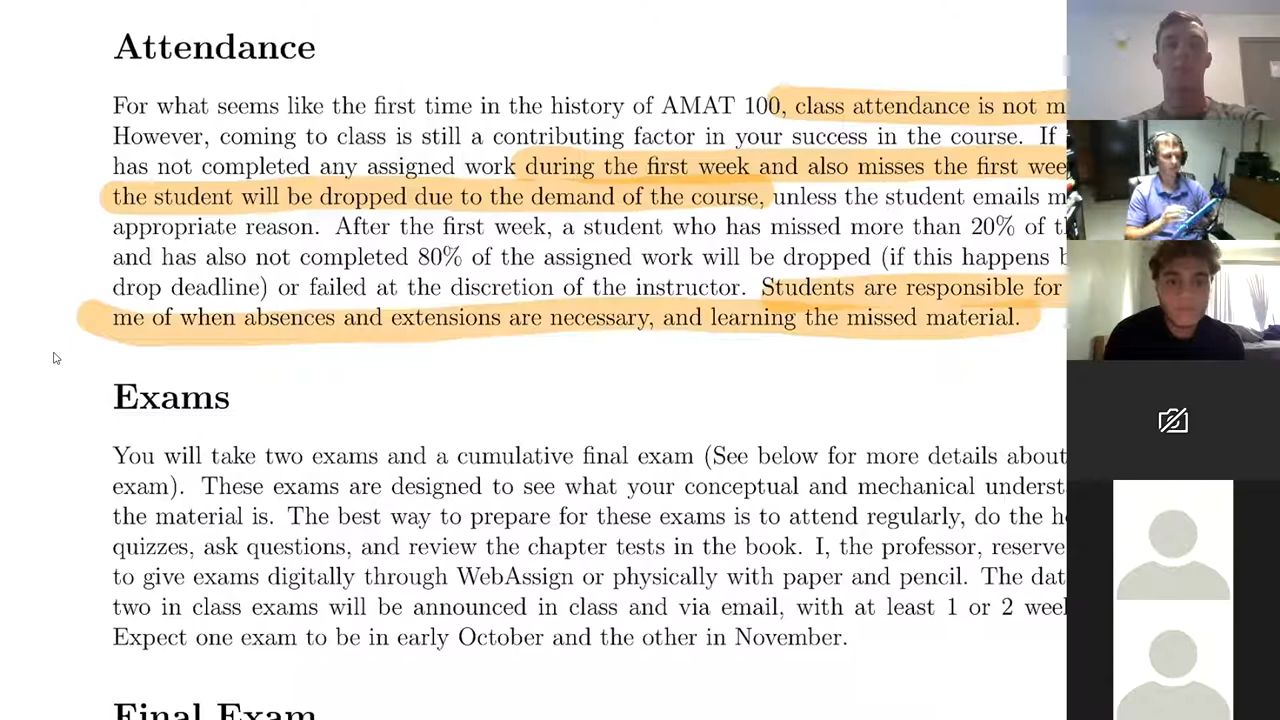 Attendance
For what seems like the first time in the history of AMAT 100, class attendance is not
However, coming to class is still a contributing factor in your success in the course. If
has not completed any assigned work during the first week and also misses the first
the student will be dropped due to the demand of the course, unless the student emails
appropriate reason. After the first week, a student who has missed more than 20% of
and has also not completed 80% of the assigned work will be dropped (if this happens
drop deadline) or failed at the discretion of the instructor. Students are responsible for
me of when absences and extensions are necessary, and learning the missed material.
Exams
You will take two exams and a cumulative final exam (See below for more details about
exam). These exams are designed to see what your conceptual and mechanical
the material is. The best way to prepare for these exams is to attend regularly, do the
quizzes, ask questions, and review the chapter tests in the book. I, the professor,
to give exams digitally through WebAssign or physically with paper and pencil. The
two in class exams will be announced in class and via email, with at least 1 or 2
Expect one exam to be in early October and the other in November.
Final Exam